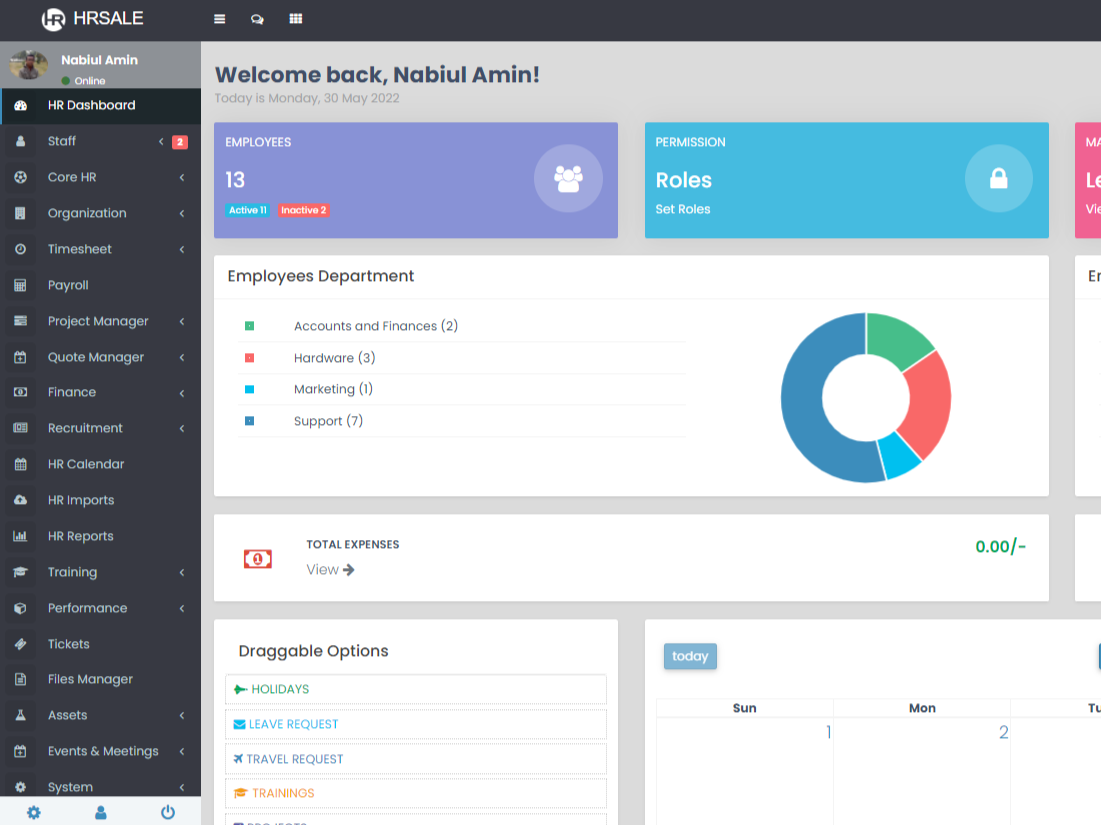 HR HRSALE
Nabiul Amin
Online
HR Dashboard
Staff 2
Core HR
Organization
Timesheet
Payroll
Project Manager
Quote Manager
Finance
Recruitment
HR Calendar
HR Imports
HR Reports
Training
Performance
Tickets
Files Manager
Assets
Events & Meetings
System
Welcome back, Nabiul Amin!
Today is Monday, 30 May 2022
EMPLOYEES
13
Active 11 Inactive 2
PERMISSION
Roles
Set Roles
MA
Le
Vie
Employees Department
Accounts and Finances (2)
Hardware (3)
Marketing (1)
Support (7)
Er
TOTAL EXPENSES
View
0.00/-
Draggable Options
HOLIDAYS
LEAVE REQUEST
TRAVEL REQUEST
TRAININGS
PROJECTS
today
Sun Mon Tu
1 2